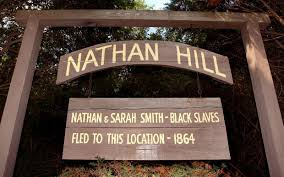 NATHAN HILL
NATHAN & SARAH SMITH - BLACK SLAVES
FLED TO THIS LOCATION - 1864